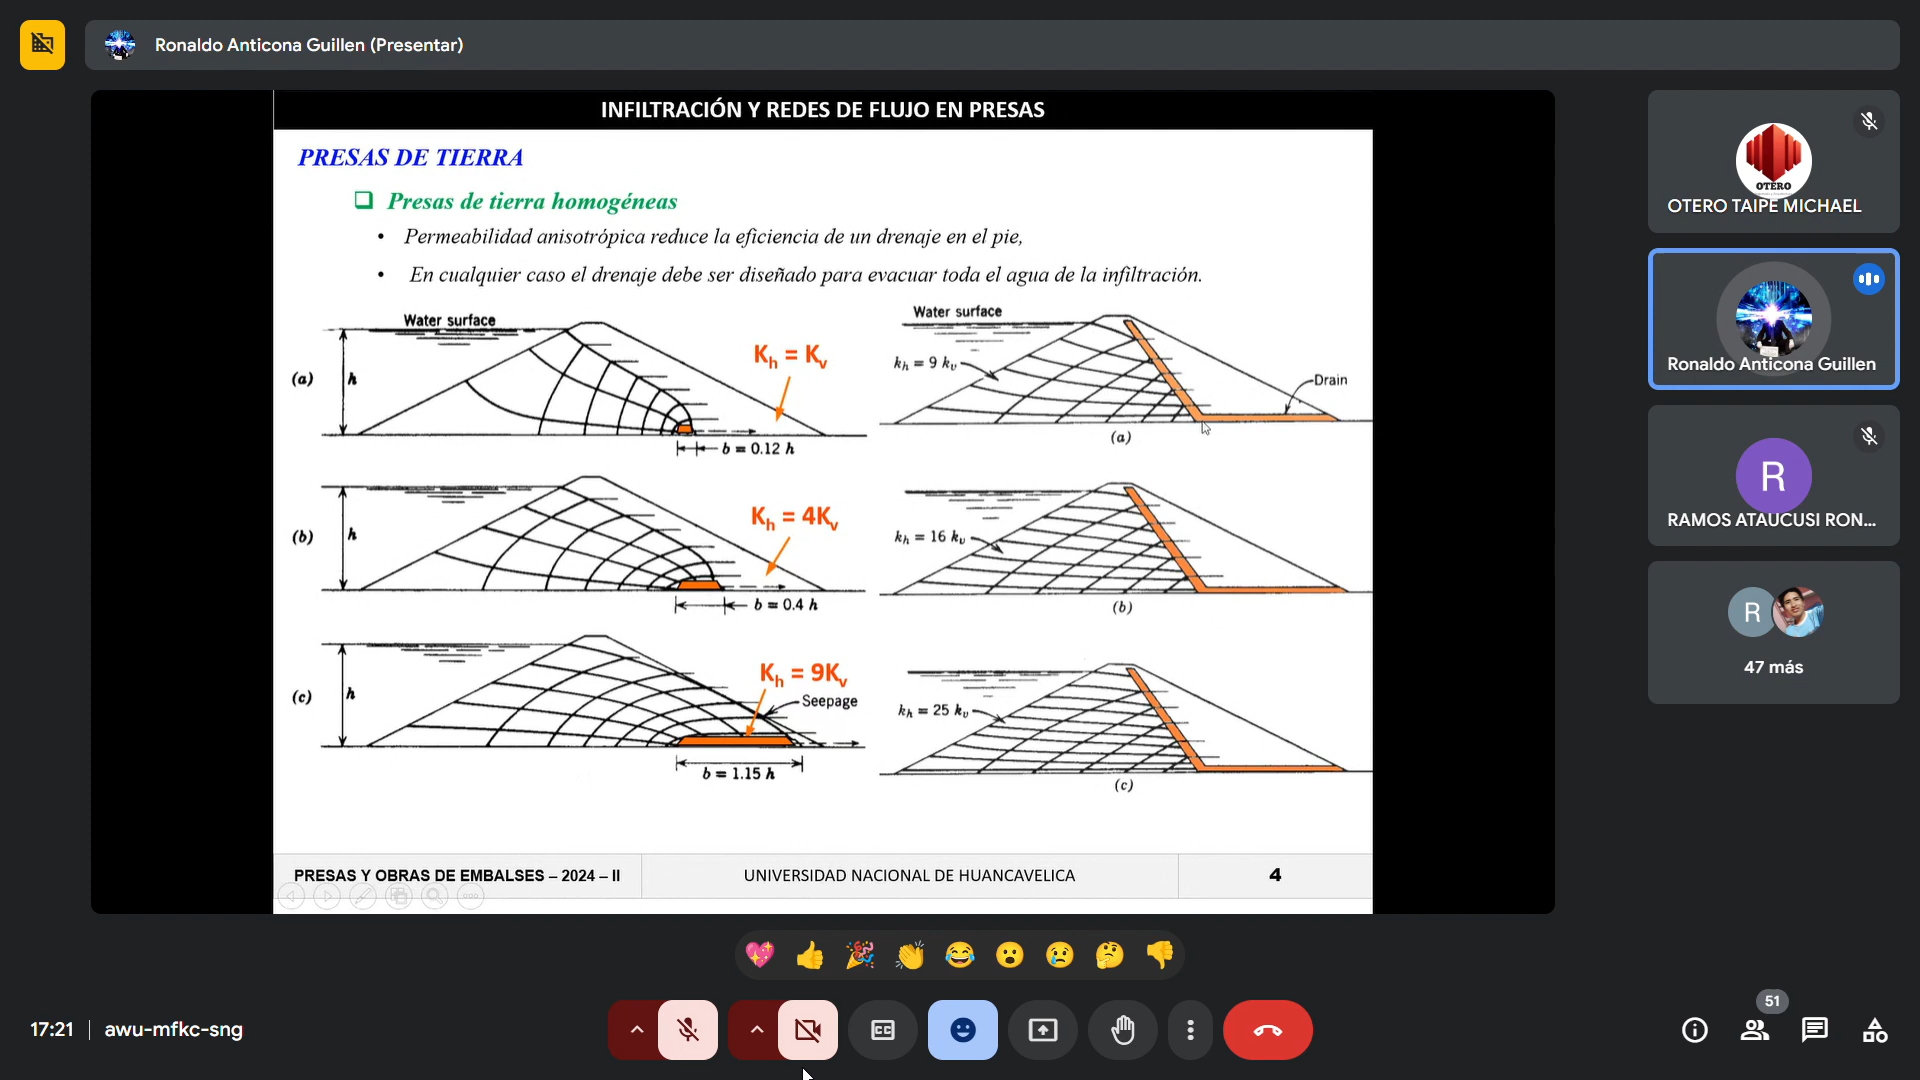 Ronaldo Anticona Guillen (Presentar)
INFILTRACIÓN Y REDES DE FLUJO EN PRESAS
PRESAS DE TIERRA
Presas de tierra homogéneas
• Permeabilidad anisotrópica reduce la eficiencia de un drenaje en el pie,
• En cualquier caso el drenaje debe ser diseñado para evacuar toda el agua de la infiltración.
Water surface
(a)
h
Kh = Kv
b = 0.12 h
(b)
h
Kh = 4Kv
b = 0.4 h
(c)
h
Kh = 9Kv
Seepage
b = 1.15 h
Water surface
kh = 9 kv
Drain
(a)
kh = 16 kv
(b)
kh = 25 kv
(c)
PRESAS Y OBRAS DE EMBALSES – 2024 – II
UNIVERSIDAD NACIONAL DE HUANCAVELICA
4
OTERO
OTERO TAIPE MICHAEL
Ronaldo Anticona Guillen
R
RAMOS ATAUCUSI RON...
R
47 más
17:21
awu-mfkc-sng
CC
51